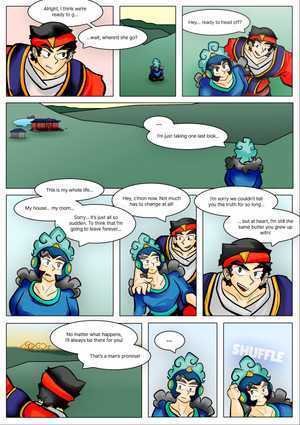 Alright, I think we're
ready to g...
...wait, where'd she go?
Hey... ready to head off?
....
I'm just taking one last look...
This is my whole life...
My house... my room...
Sorry... it's just all so
sudden. To think that I'm
going to leave forever...
Hey, c'mon now. Not much
has to change at all!
I'm sorry we couldn't tell
you the truth for so long...
... but at heart, I'm still the
same butler you grew up
with!
No matter what happens,
I'll always be there for you!
That's a man's promise!
....
SHUFFLE